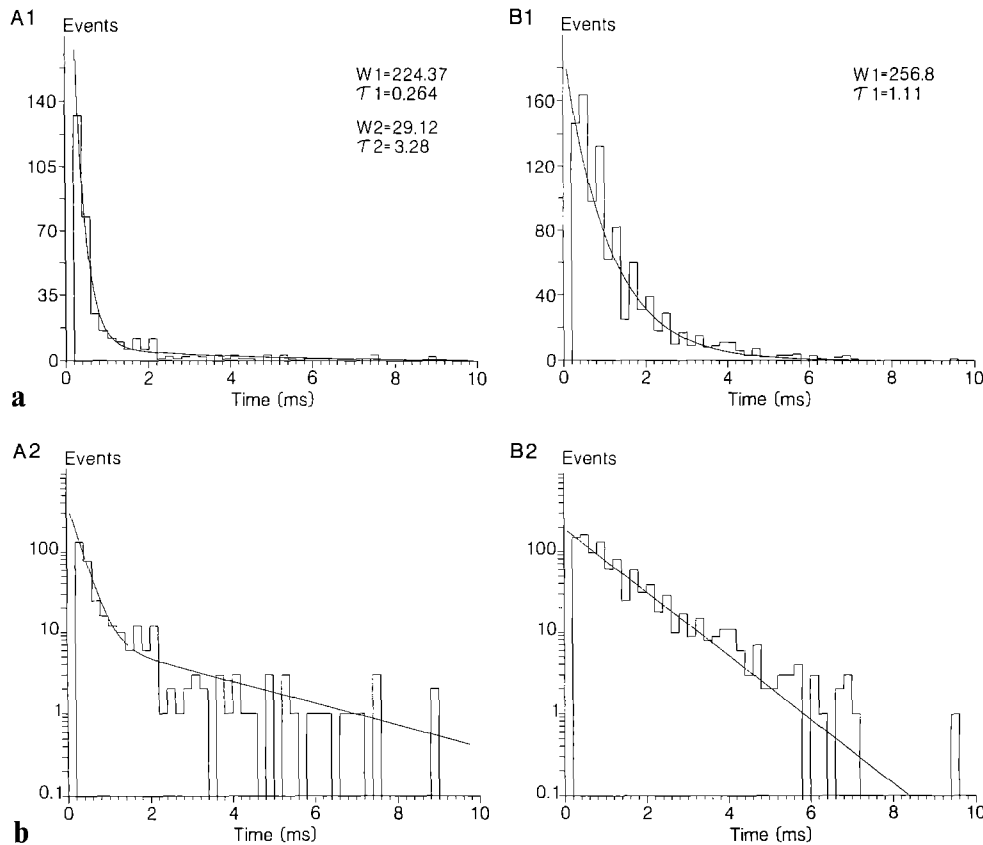 A1
Events
W1=224.37
τ1=0.264
W2=29.12
τ2=3.28
140
105
70
35
0
0 2 4 6 8 10
Time (ms)
B1
Events
W1=256.8
τ1=1.11
160
120
80
40
0
0 2 4 6 8 10
Time (ms)
a
A2
Events
100
10
1
0.1
0 2 4 6 8 10
Time (ms)
B2
Events
100
10
1
0.1
0 2 4 6 8 10
Time (ms)
b